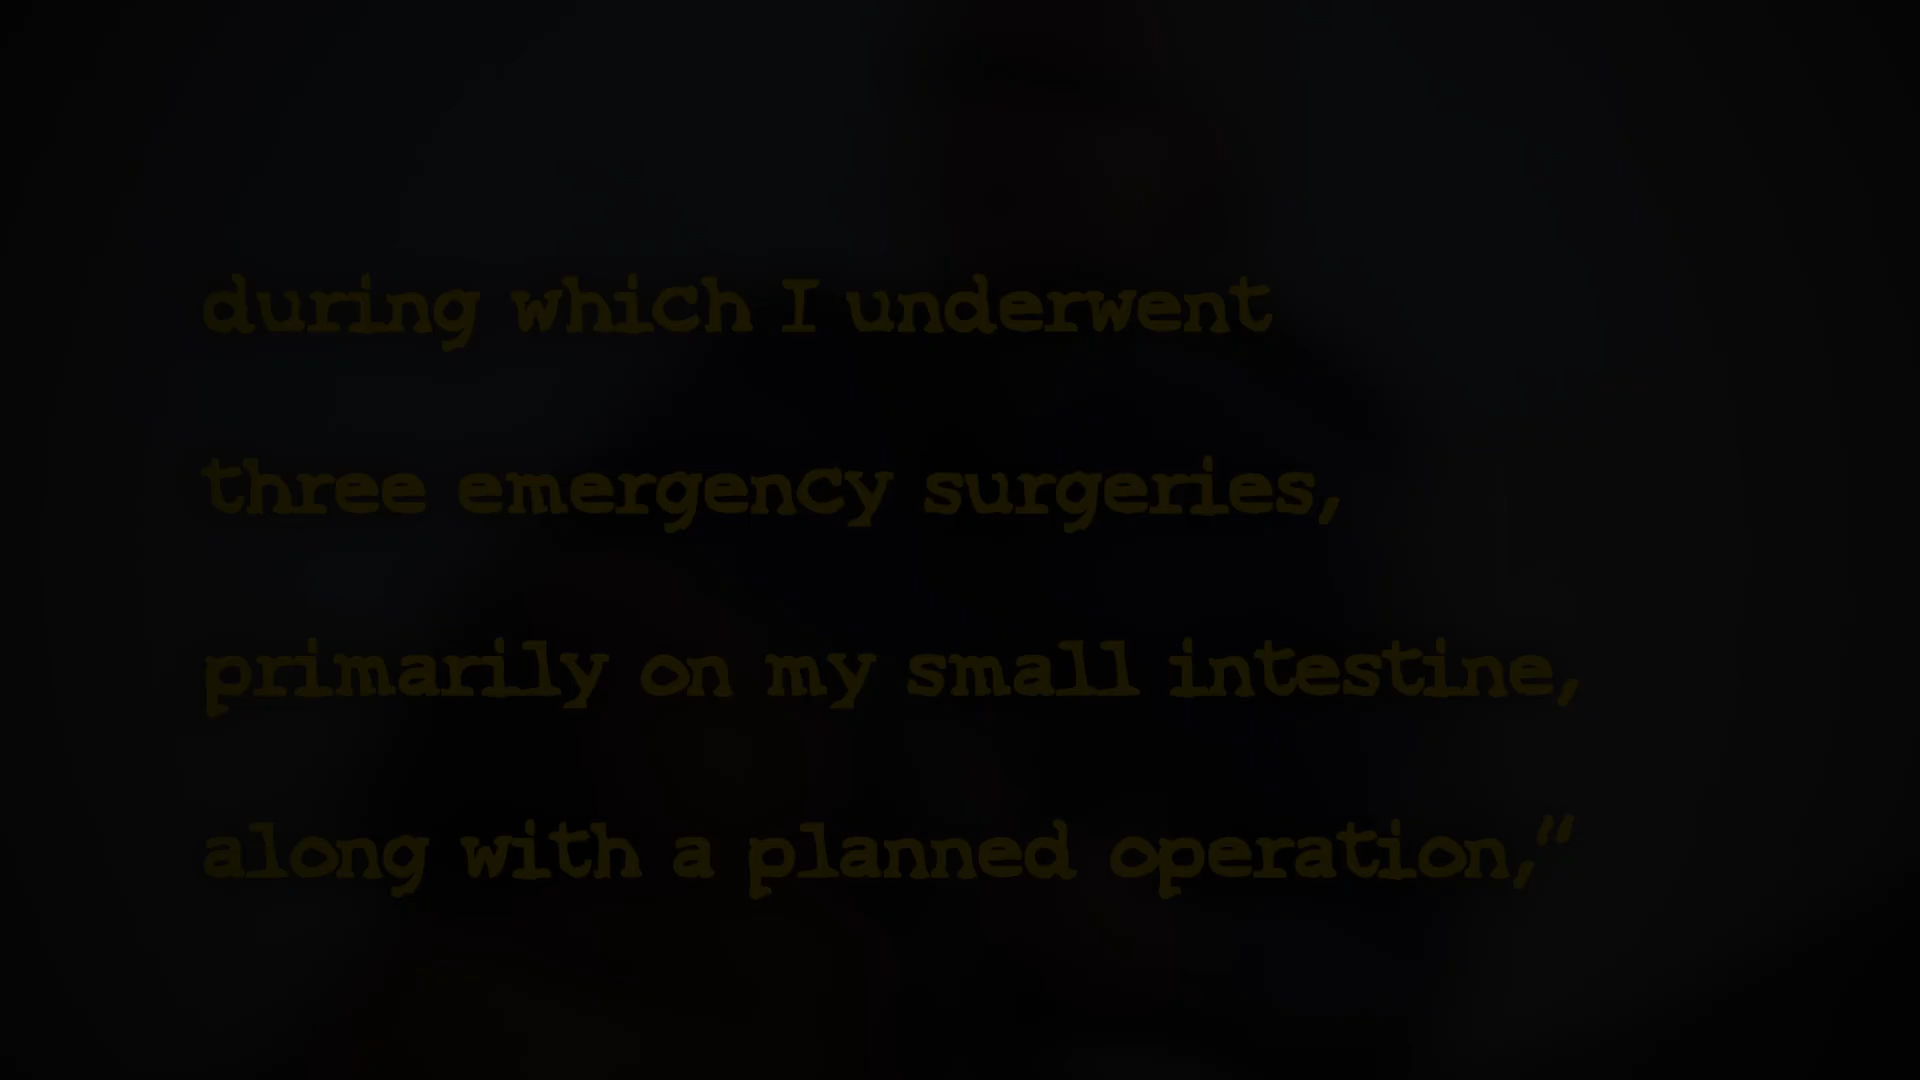 during which I underwent
three emergency surgeries,
primarily on my small intestine,
along with a planned operation,“